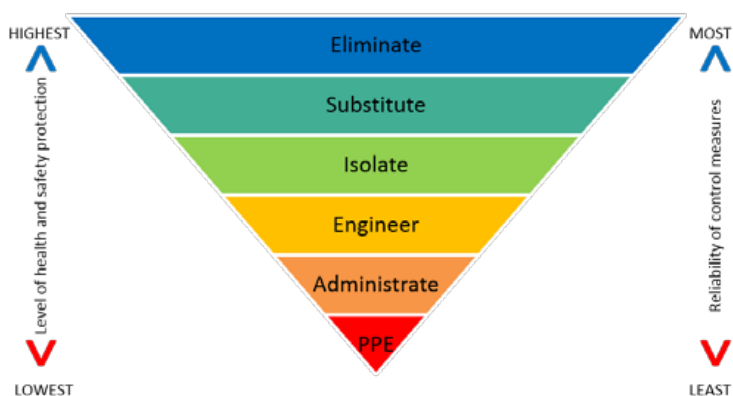 HIGHEST
MOST
Eliminate
Substitute
Isolate
Engineer
Administrate
PPE
Level of health and safety protection
Reliability of control measures
LOWEST
LEAST